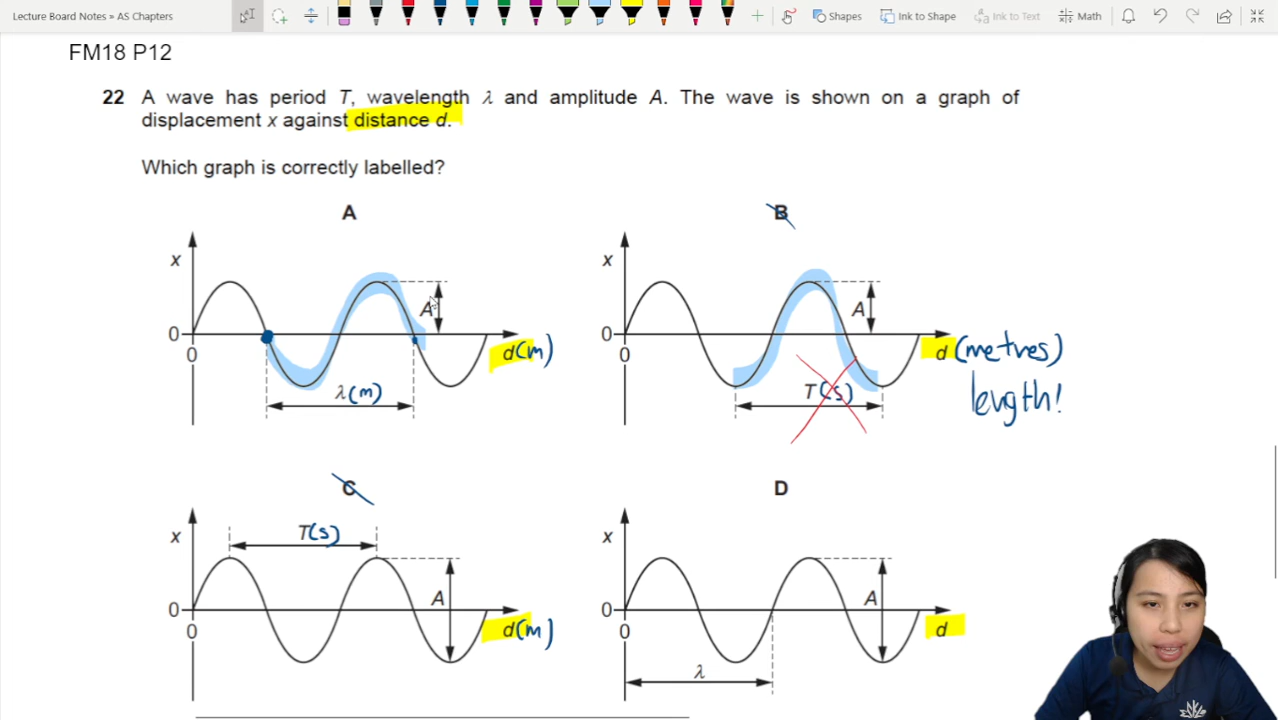 Lecture Board Notes » AS Chapters
Shapes
Ink to Shape
Ink to Text
Math
FM18 P12
22 A wave has period T, wavelength λ and amplitude A. The wave is shown on a graph of
displacement x against distance d.
Which graph is correctly labelled?
A
x
0
0
A
d(m)
λ(m)
B
x
0
0
A
d (metres)
length!
T(s)
C
x
0
0
T(s)
A
d(m)
D
x
0
0
A
d
λ